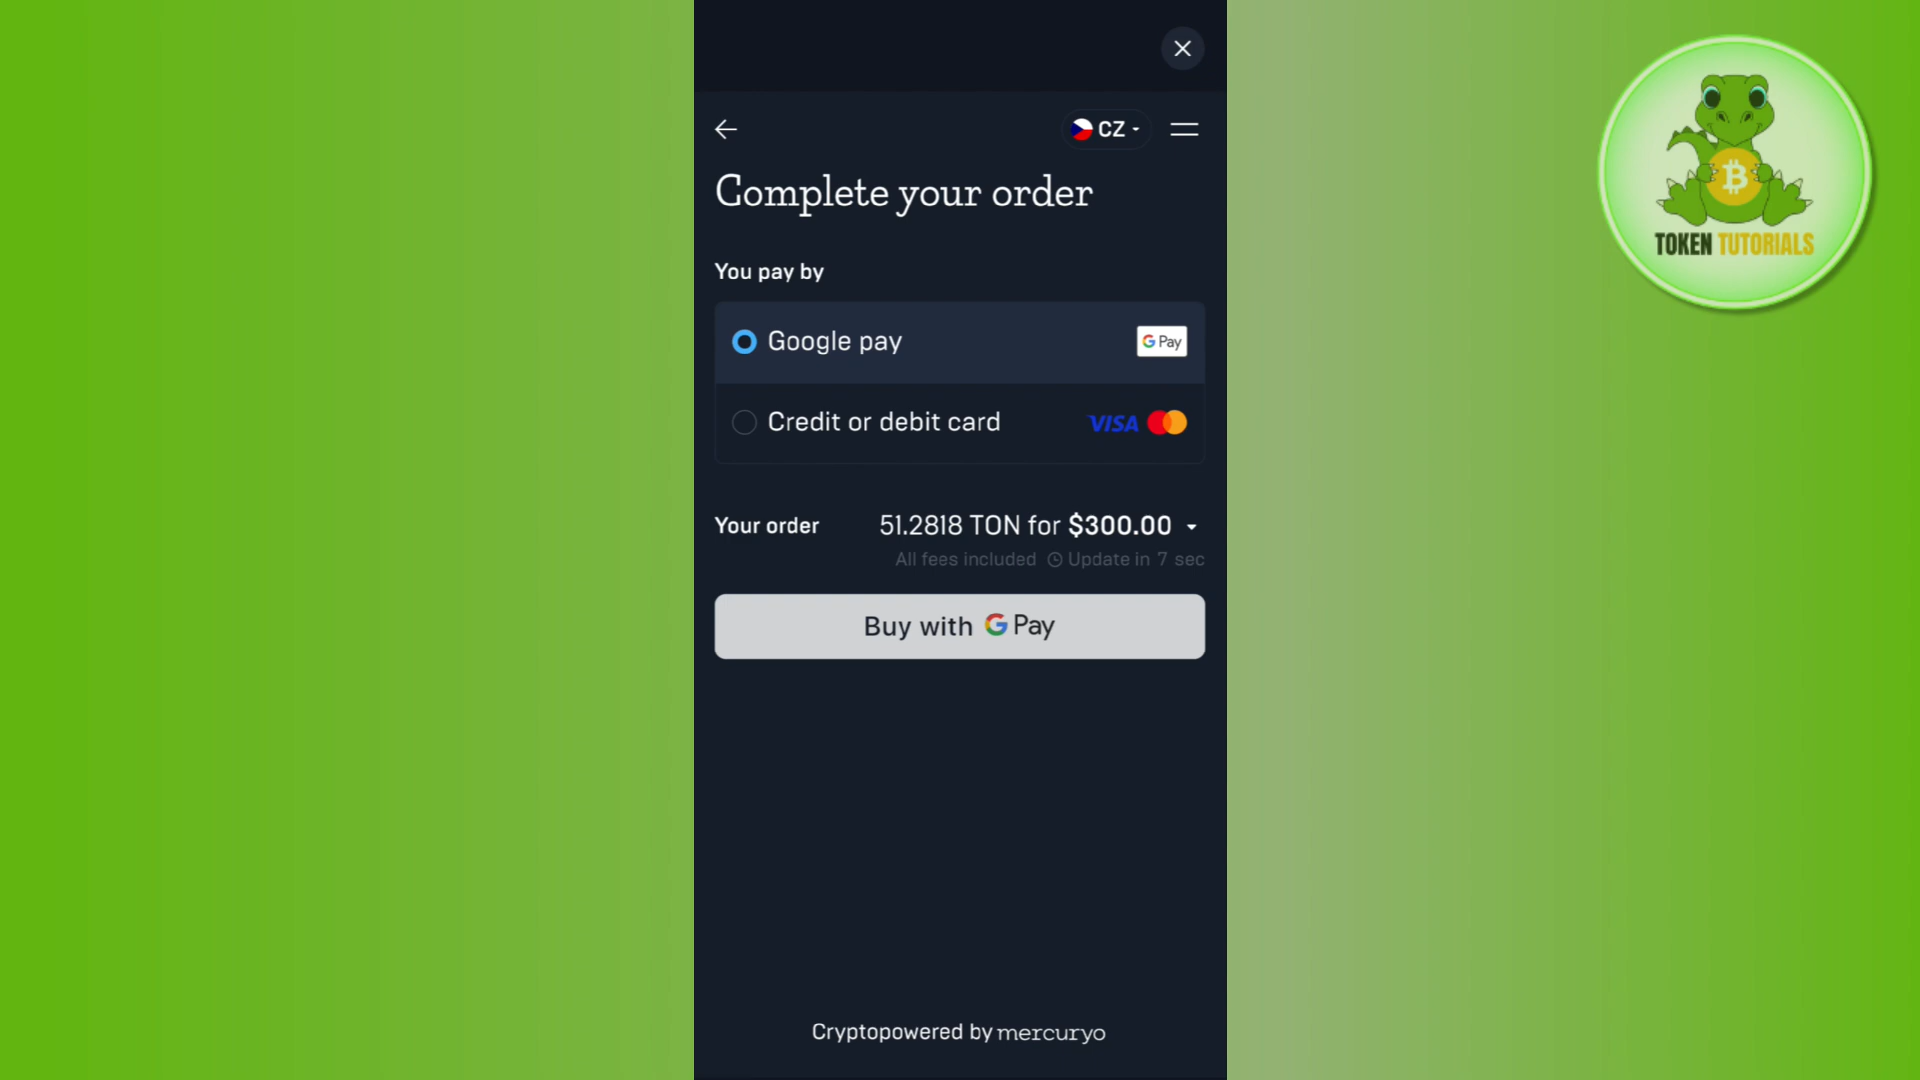 CZ
Complete your order
You pay by
Google pay
G Pay
Credit or debit card
VISA
Your order
51.2818 TON for $300.00
All fees included Update in 7 sec
Buy with G Pay
Cryptopowered by mercuryo
TOKEN TUTORIALS